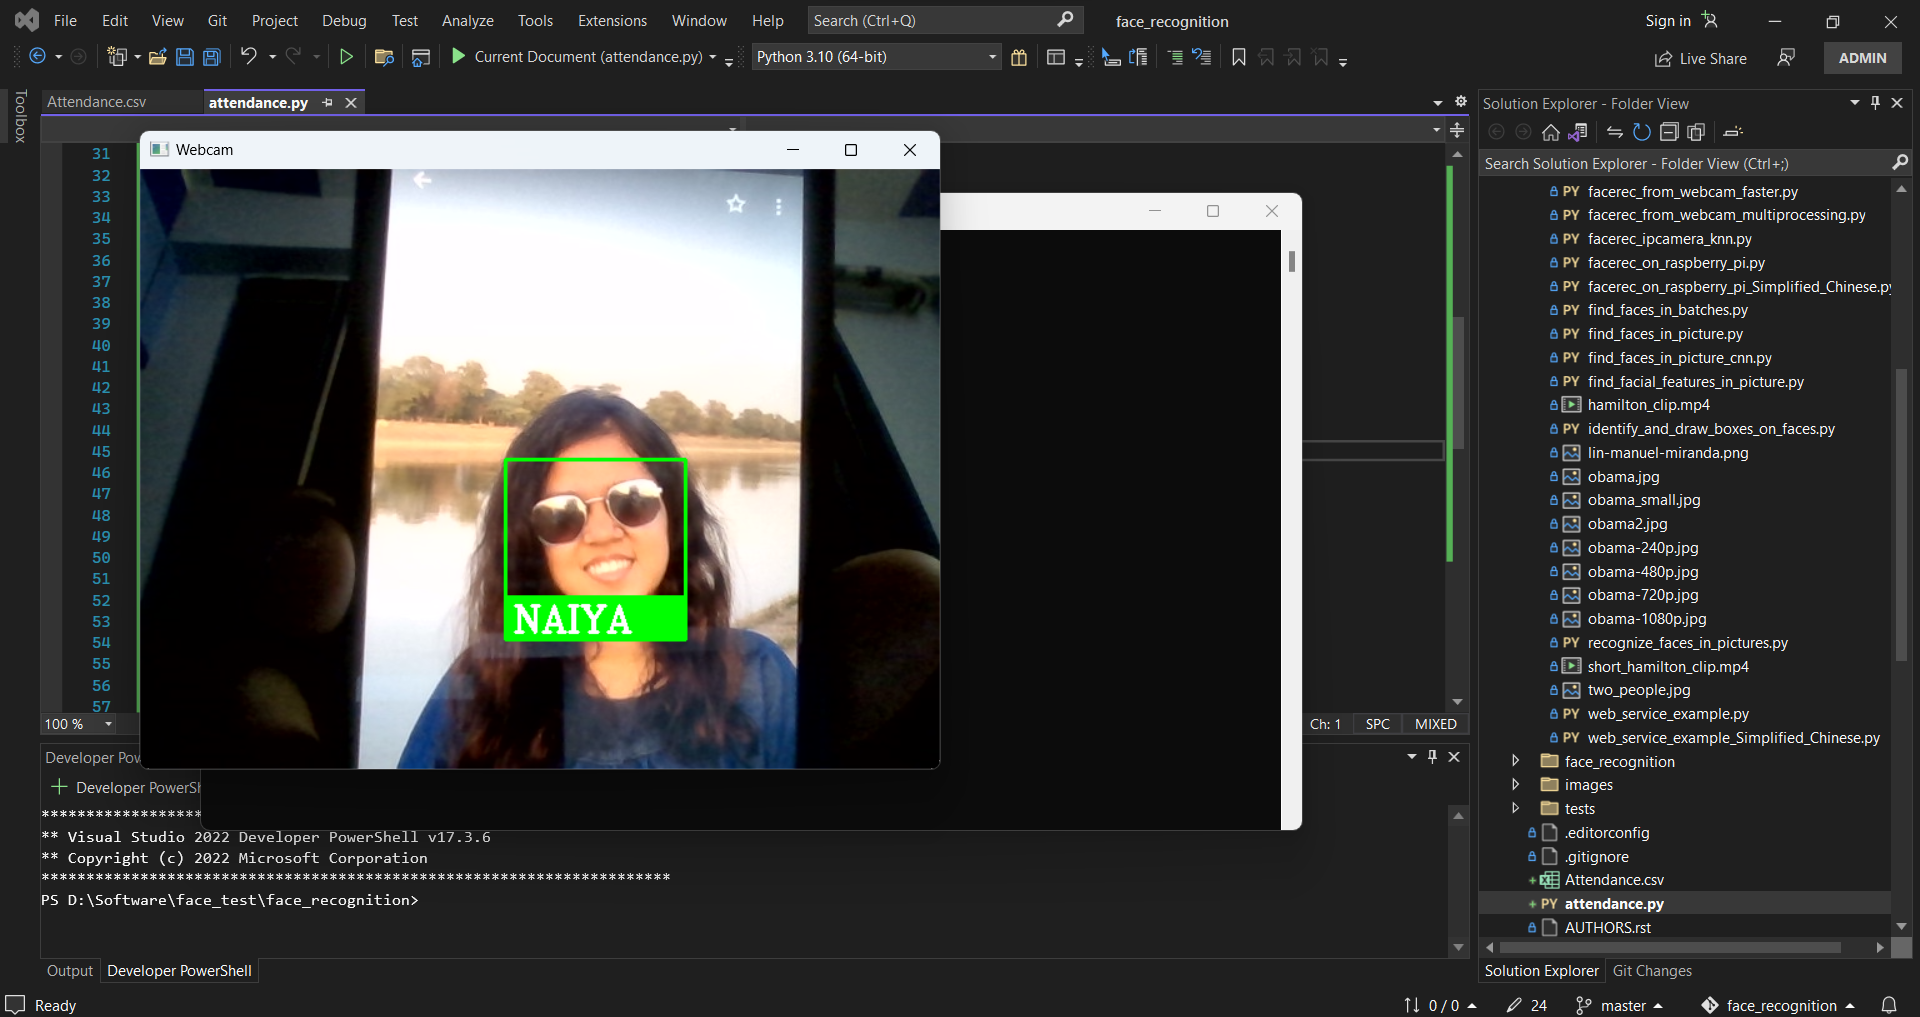 File Edit View Git Project Debug Test Analyze Tools Extensions Window Help Search (Ctrl+Q) face_recognition Sign in
Current Document (attendance.py) Python 3.10 (64-bit) Live Share ADMIN
Toolbox
Attendance.csv attendance.py
Webcam
31
32
33
34
35
36
37
38
39
40
41
42
43
44
45
46
47
48
49
50
51
52
53
54
55
56
57
NAIYA
100 % Ch: 1 SPC MIXED
Developer Pow
Developer PowerSh
**********************
** Visual Studio 2022 Developer PowerShell v17.3.6
** Copyright (c) 2022 Microsoft Corporation
**********************************************************************
PS D:\Software\face_test\face_recognition>
Output Developer PowerShell
Solution Explorer - Folder View
Search Solution Explorer - Folder View (Ctrl+;)
PY facerec_from_webcam_faster.py
PY facerec_from_webcam_multiprocessing.py
PY facerec_ipcamera_knn.py
PY facerec_on_raspberry_pi.py
PY facerec_on_raspberry_pi_Simplified_Chinese.py
PY find_faces_in_batches.py
PY find_faces_in_picture.py
PY find_faces_in_picture_cnn.py
PY find_facial_features_in_picture.py
hamilton_clip.mp4
PY identify_and_draw_boxes_on_faces.py
lin-manuel-miranda.png
obama.jpg
obama_small.jpg
obama2.jpg
obama-240p.jpg
obama-480p.jpg
obama-720p.jpg
obama-1080p.jpg
PY recognize_faces_in_pictures.py
short_hamilton_clip.mp4
two_people.jpg
PY web_service_example.py
PY web_service_example_Simplified_Chinese.py
face_recognition
images
tests
.editorconfig
.gitignore
Attendance.csv
PY attendance.py
AUTHORS.rst
Solution Explorer Git Changes
Ready 0 / 0 24 master face_recognition